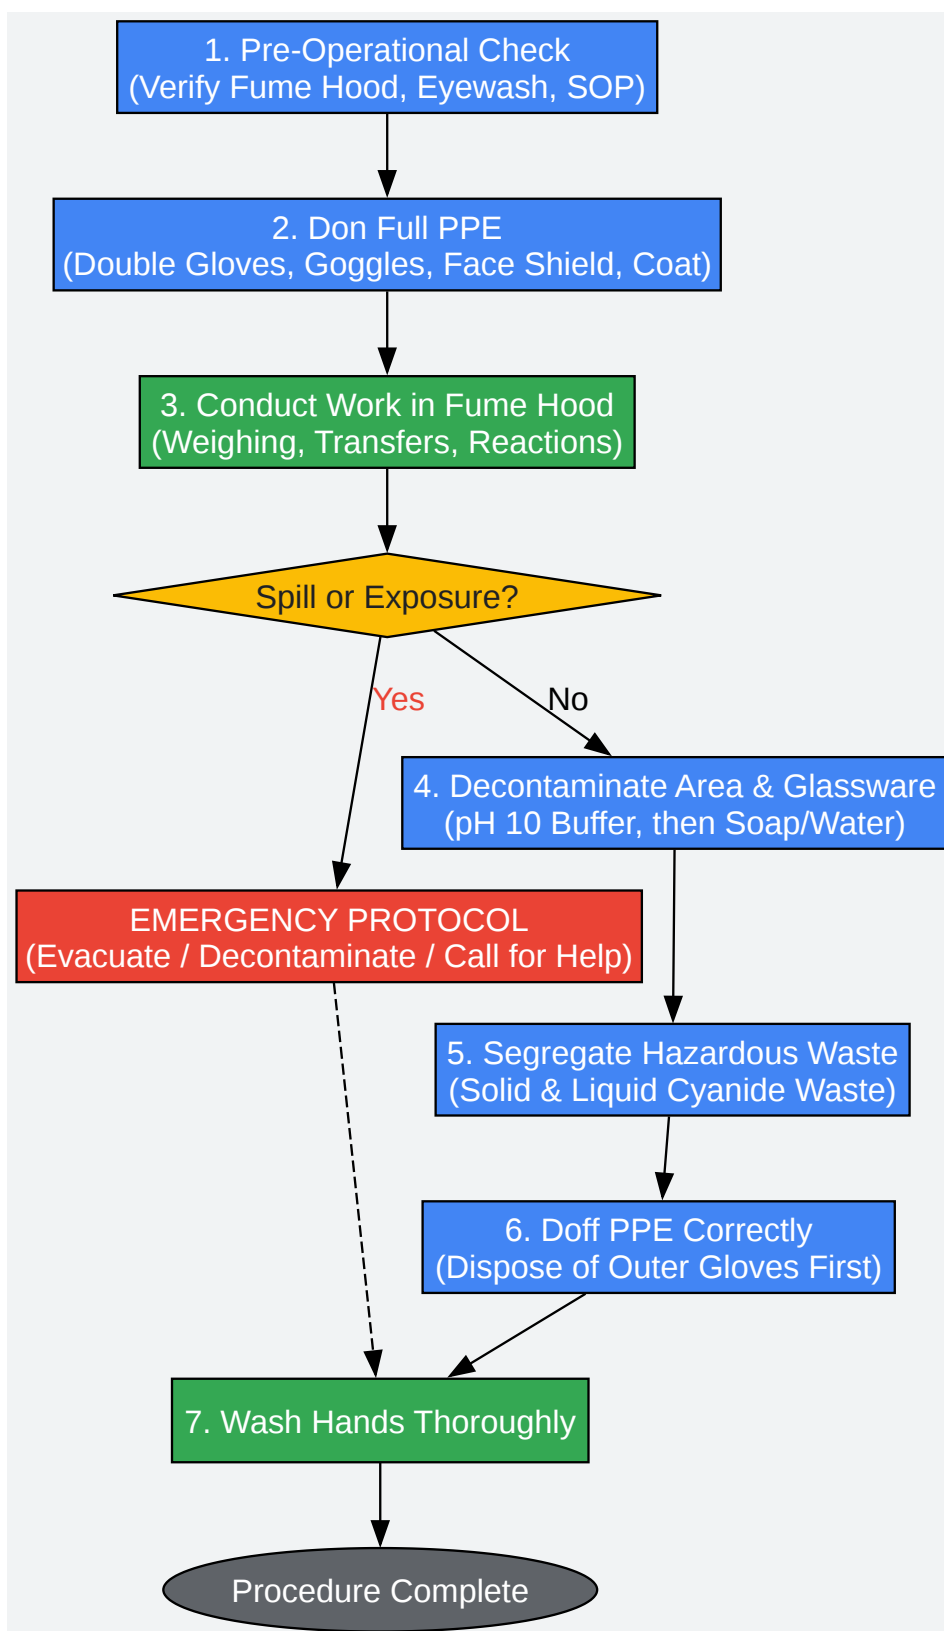 1. Pre-Operational Check
(Verify Fume Hood, Eyewash, SOP)
2. Don Full PPE
(Double Gloves, Goggles, Face Shield, Coat)
3. Conduct Work in Fume Hood
(Weighing, Transfers, Reactions)
Spill or Exposure?
Yes
No
4. Decontaminate Area & Glassware
(pH 10 Buffer, then Soap/Water)
EMERGENCY PROTOCOL
(Evacuate / Decontaminate / Call for Help)
5. Segregate Hazardous Waste
(Solid & Liquid Cyanide Waste)
6. Doff PPE Correctly
(Dispose of Outer Gloves First)
7. Wash Hands Thoroughly
Procedure Complete